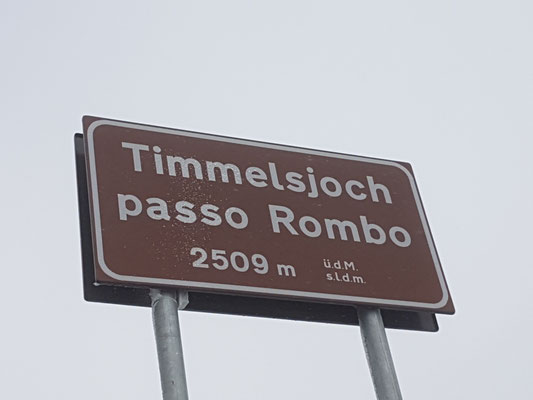 Timmelsjoch
passo Rombo
2509 m ü.d.M.
s.l.d.m.